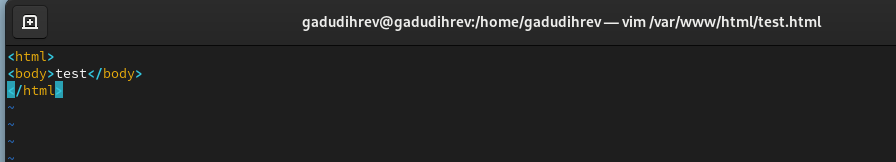 gadudihrev@gadudihrev:/home/gadudihrev — vim /var/www/html/test.html
<html>
<body>test</body>
</html>
~
~
~
~